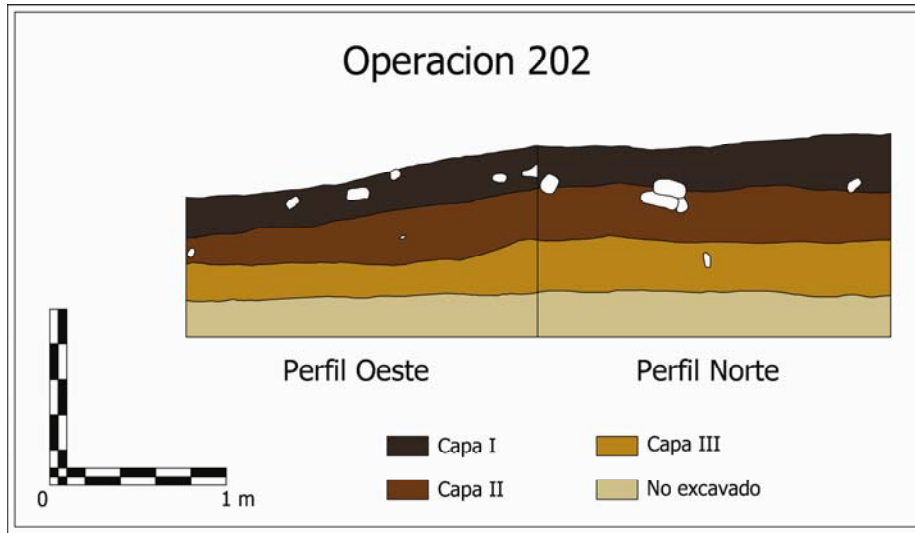 Operacion 202
Perfil Oeste
Perfil Norte
Capa I
Capa III
Capa II
No excavado
0
1 m